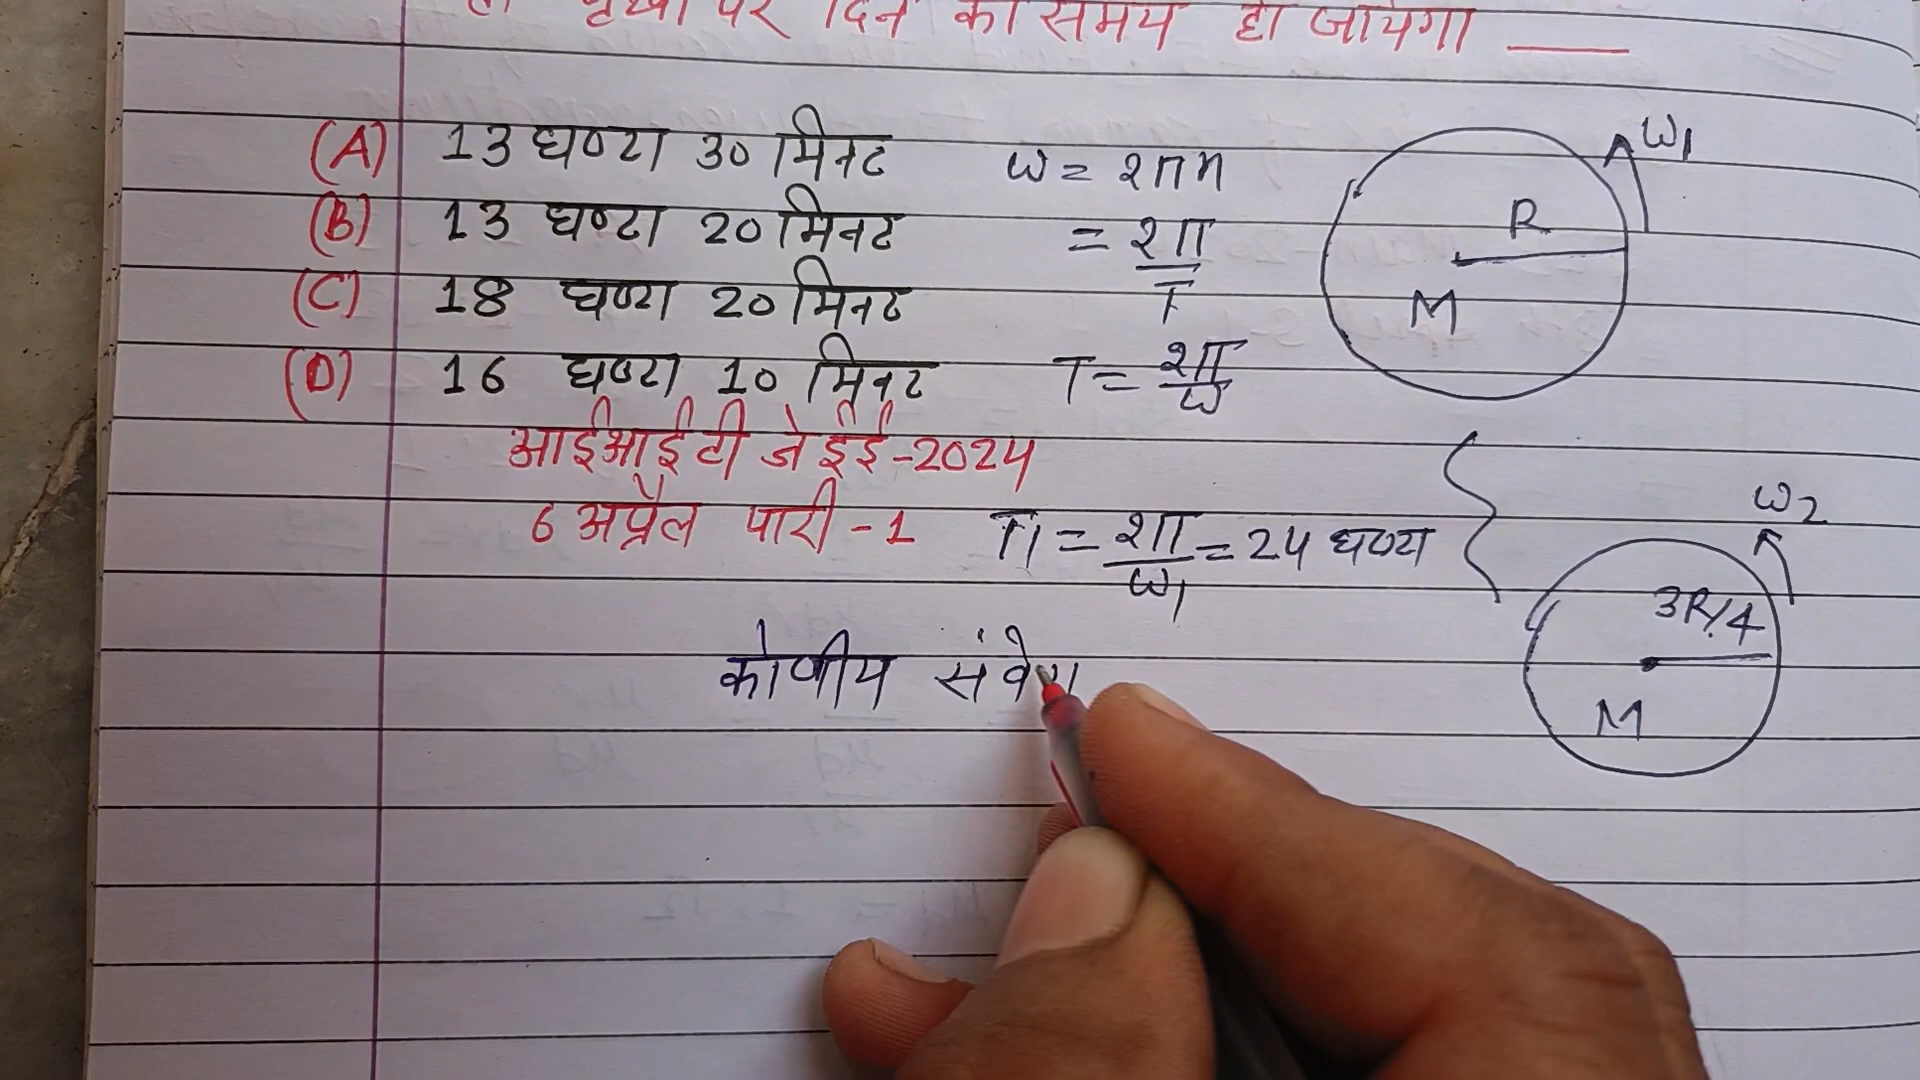 पृथ्वी पर दिन का समय हो जायेगा
(A) 13 घण्टा 30 मिनट
(B) 13 घण्टा 20 मिनट
(C) 18 घण्टा 20 मिनट
(D) 16 घण्टा 10 मिनट
आईआईटी जेईई-2024
6 अप्रैल पारी-1
ω = 2πn
= 2π/T
T = 2π/ω
T1 = 2π/ω1 = 24 घण्टा
कोणीय संवेग
ω1
R
M
ω2
3R/4
M